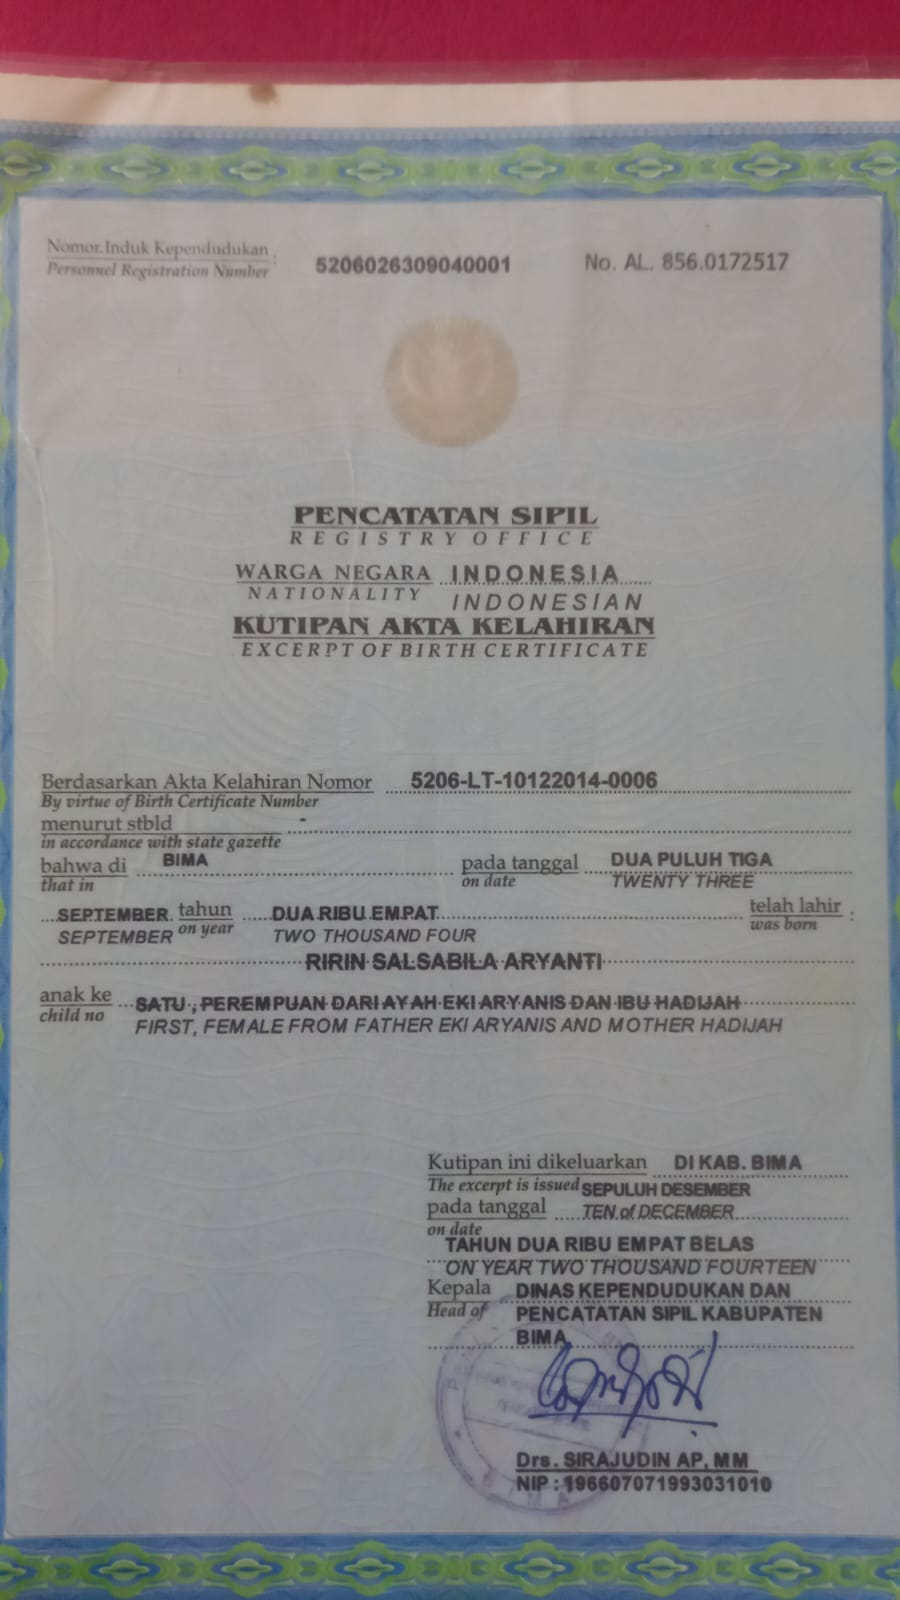 Nomor Induk Kependudukan : 5206026309040001 No. AL. 856.0172517
Personnel Registration Number
PENCATATAN SIPIL
REGISTRY OFFICE
WARGA NEGARA INDONESIA
NATIONALITY INDONESIAN
KUTIPAN AKTA KELAHIRAN
EXCERPT OF BIRTH CERTIFICATE
Berdasarkan Akta Kelahiran Nomor 5206-LT-10122014-0006
By virtue of Birth Certificate Number
menurut stbld -
in accordance with state gazette
bahwa di BIMA pada tanggal DUA PULUH TIGA
that in on date TWENTY THREE
SEPTEMBER tahun DUA RIBU EMPAT telah lahir :
SEPTEMBER on year TWO THOUSAND FOUR was born
RIRIN SALSABILA ARYANTI
anak ke SATU , PEREMPUAN DARI AYAH EKI ARYANIS DAN IBU HADIJAH
child no FIRST, FEMALE FROM FATHER EKI ARYANIS AND MOTHER HADIJAH
Kutipan ini dikeluarkan DI KAB. BIMA
The excerpt is issued SEPULUH DESEMBER
pada tanggal TEN of DECEMBER
on date
TAHUN DUA RIBU EMPAT BELAS
ON YEAR TWO THOUSAND FOURTEEN
Kepala DINAS KEPENDUDUKAN DAN
Head of PENCATATAN SIPIL KABUPATEN
BIMA
Drs. SIRAJUDIN AP, MM
NIP : 196607071993031010